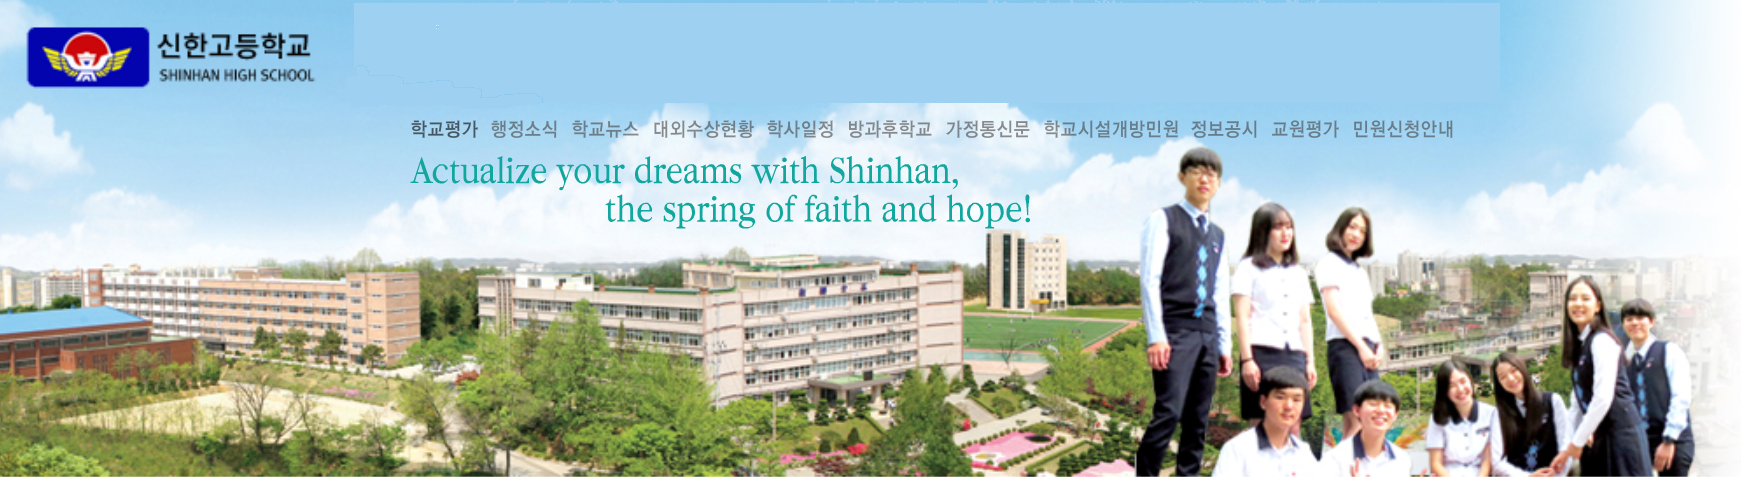 신한고등학교
SHINHAN HIGH SCHOOL
학교평가 행정소식 학교뉴스 대외수상현황 학사일정 방과후학교 가정통신문 학교시설개방민원 정보공시 교원평가 민원신청안내
Actualize your dreams with Shinhan,
the spring of faith and hope!